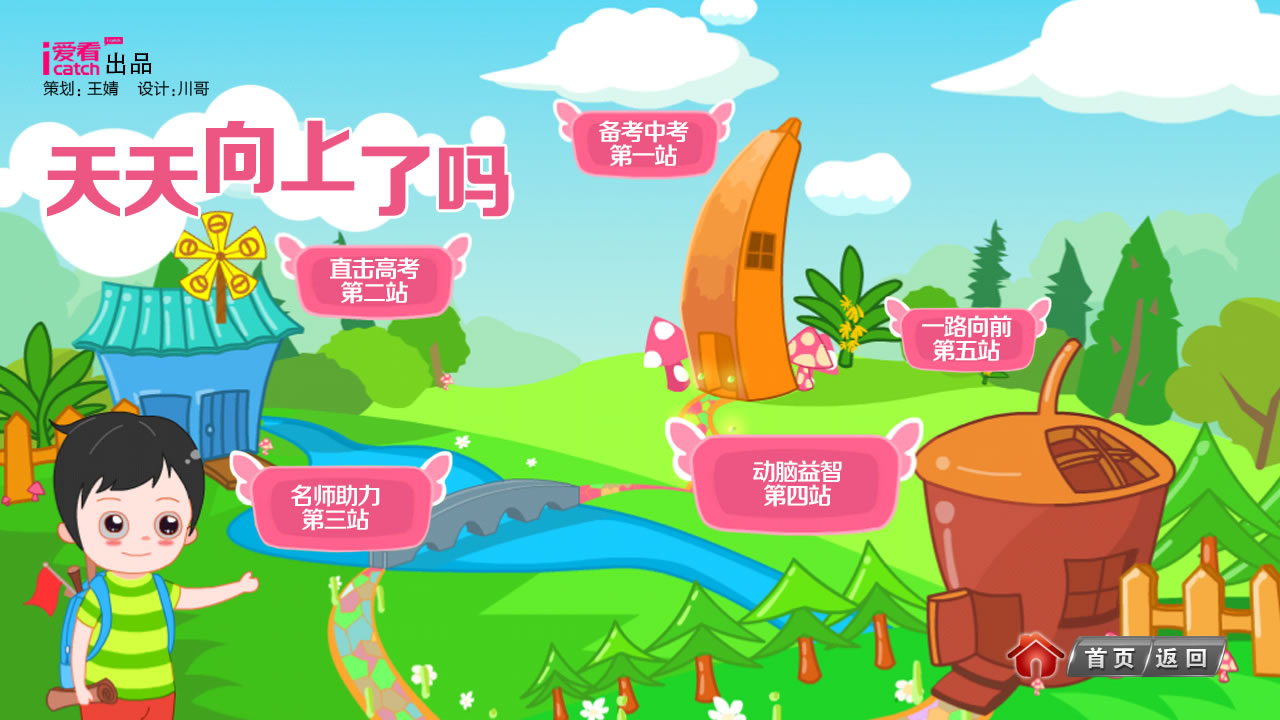 i爱看
catch 出品
策划：王婧 设计：川哥
天天向上了吗
备考中考
第一站
直击高考
第二站
一路向前
第五站
名师助力
第三站
动脑益智
第四站
首页 返回